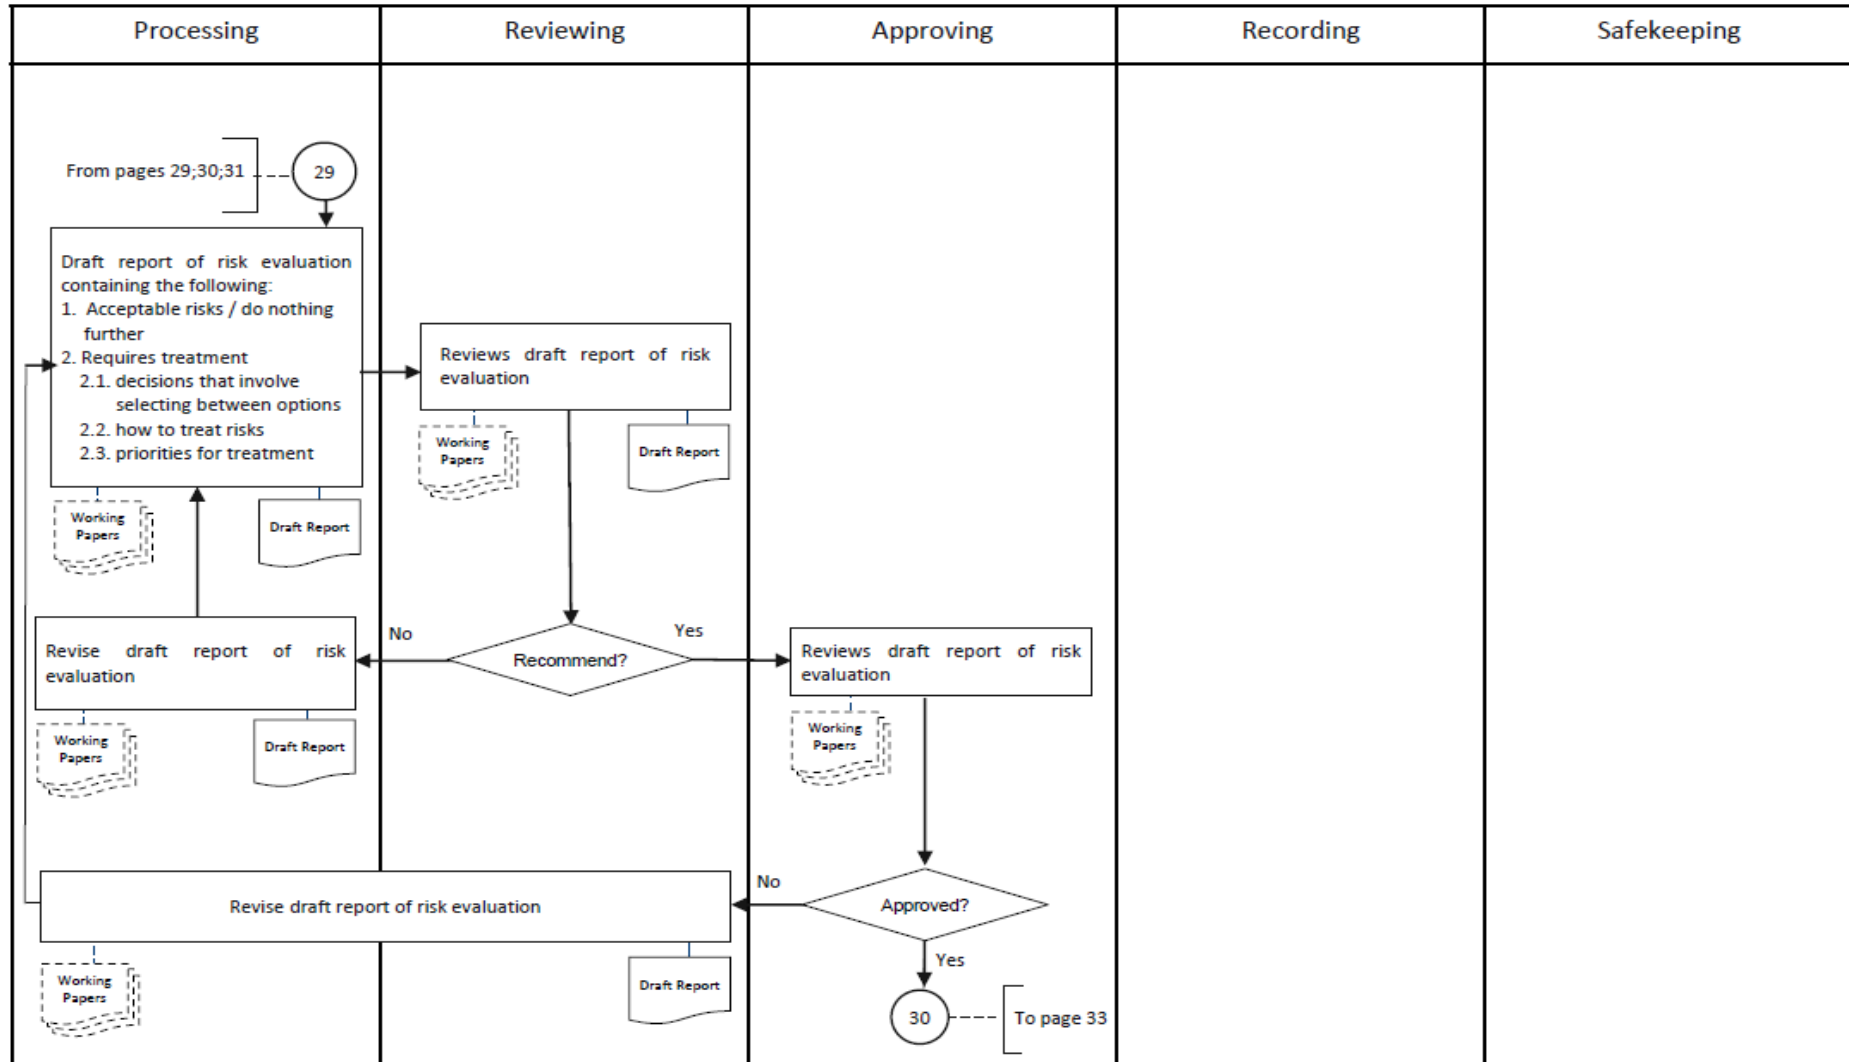 Processing
Reviewing
Approving
Recording
Safekeeping
From pages 29;30;31
29
Draft report of risk evaluation
containing the following:
1. Acceptable risks / do nothing
further
2. Requires treatment
2.1. decisions that involve
selecting between options
2.2. how to treat risks
2.3. priorities for treatment
Working
Papers
Draft Report
Reviews draft report of risk
evaluation
Working
Papers
Draft Report
Revise draft report of risk
evaluation
Working
Papers
Draft Report
No
Recommend?
Yes
Reviews draft report of risk
evaluation
Working
Papers
Revise draft report of risk evaluation
Working
Papers
Draft Report
No
Approved?
Yes
30
To page 33